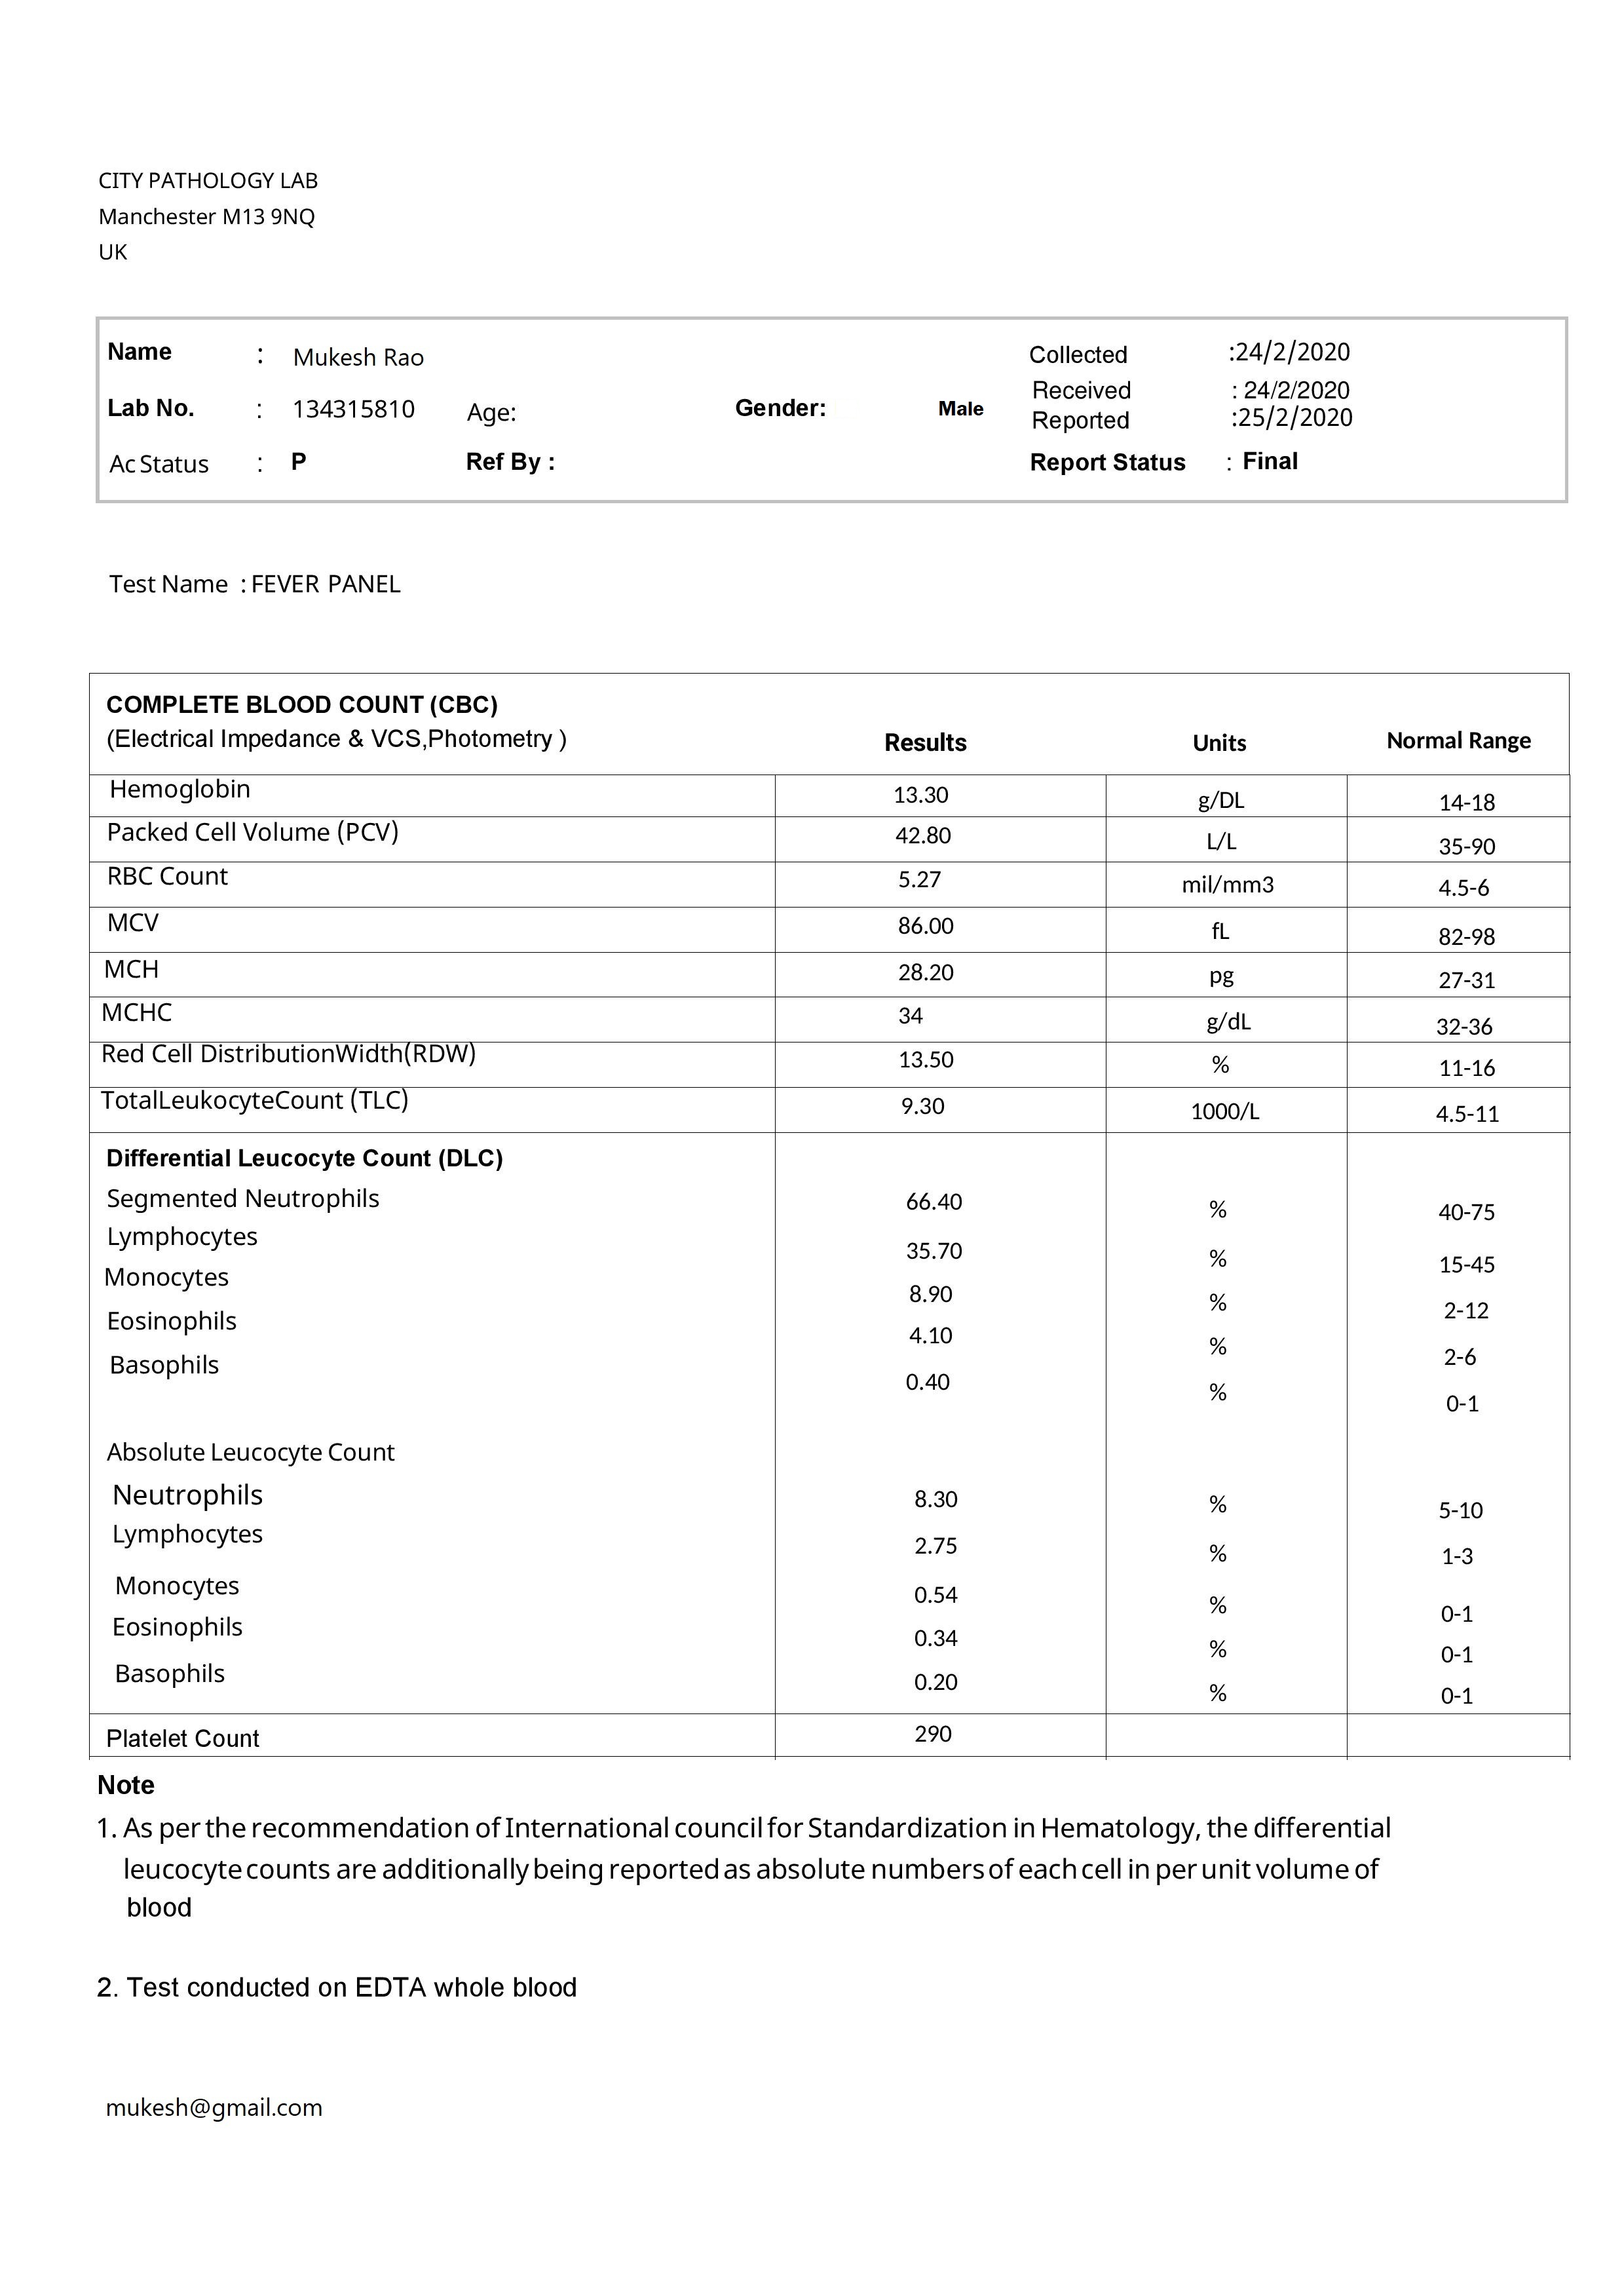 CITY PATHOLOGY LAB
Manchester M13 9NQ
UK
Name : Mukesh Rao Collected :24/2/2020
Received : 24/2/2020
Lab No. : 134315810 Age: Gender: Male Reported :25/2/2020
Ac Status : P Ref By : Report Status : Final
Test Name : FEVER PANEL
COMPLETE BLOOD COUNT (CBC)
(Electrical Impedance & VCS,Photometry ) Results Units Normal Range
Hemoglobin 13.30 g/DL 14-18
Packed Cell Volume (PCV) 42.80 L/L 35-90
RBC Count 5.27 mil/mm3 4.5-6
MCV 86.00 fL 82-98
MCH 28.20 pg 27-31
MCHC 34 g/dL 32-36
Red Cell DistributionWidth(RDW) 13.50 % 11-16
TotalLeukocyteCount (TLC) 9.30 1000/L 4.5-11
Differential Leucocyte Count (DLC)
Segmented Neutrophils 66.40 % 40-75
Lymphocytes 35.70 % 15-45
Monocytes 8.90 % 2-12
Eosinophils 4.10 % 2-6
Basophils 0.40 % 0-1
Absolute Leucocyte Count
Neutrophils 8.30 % 5-10
Lymphocytes 2.75 % 1-3
Monocytes 0.54 % 0-1
Eosinophils 0.34 % 0-1
Basophils 0.20 % 0-1
Platelet Count 290
Note
1. As per the recommendation of International council for Standardization in Hematology, the differential
leucocyte counts are additionally being reported as absolute numbers of each cell in per unit volume of
blood
2. Test conducted on EDTA whole blood
mukesh@gmail.com